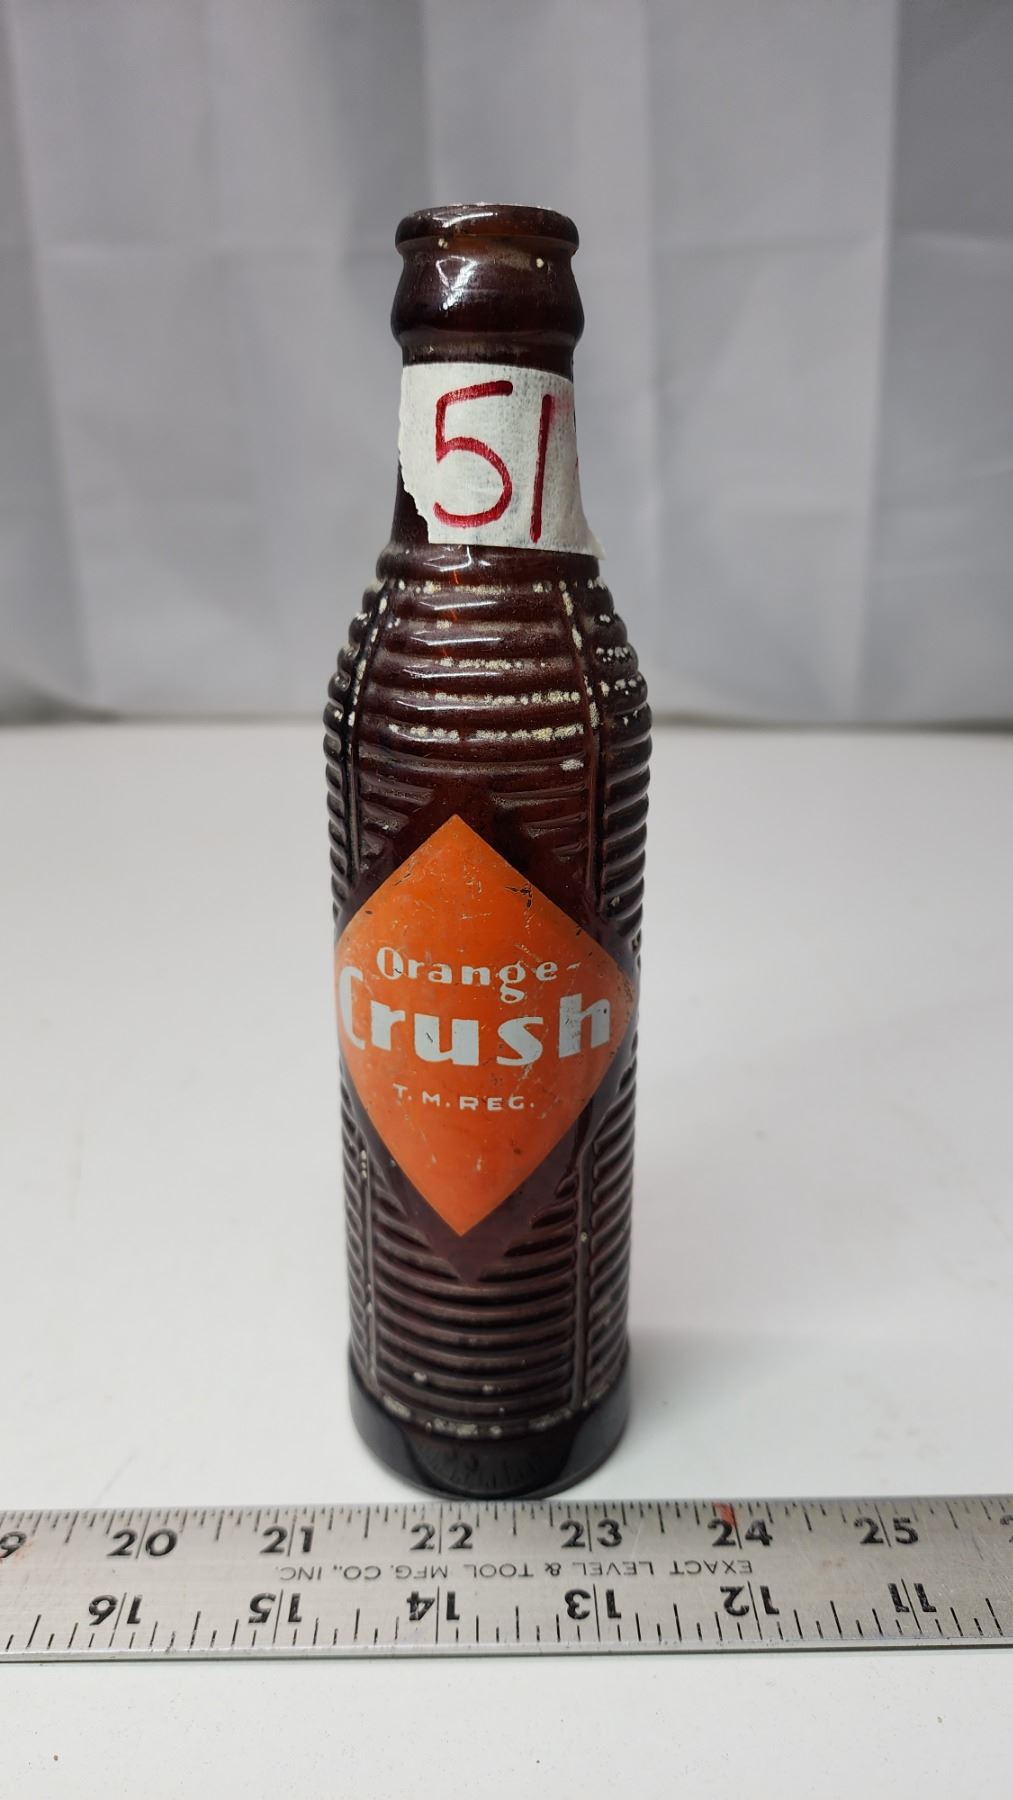 51
Orange-
Crush
T.M.REG.
20 21 22 23 24 25
EXACT LEVEL & TOOL MFG. CO., INC.
11 12 13 14 15 16